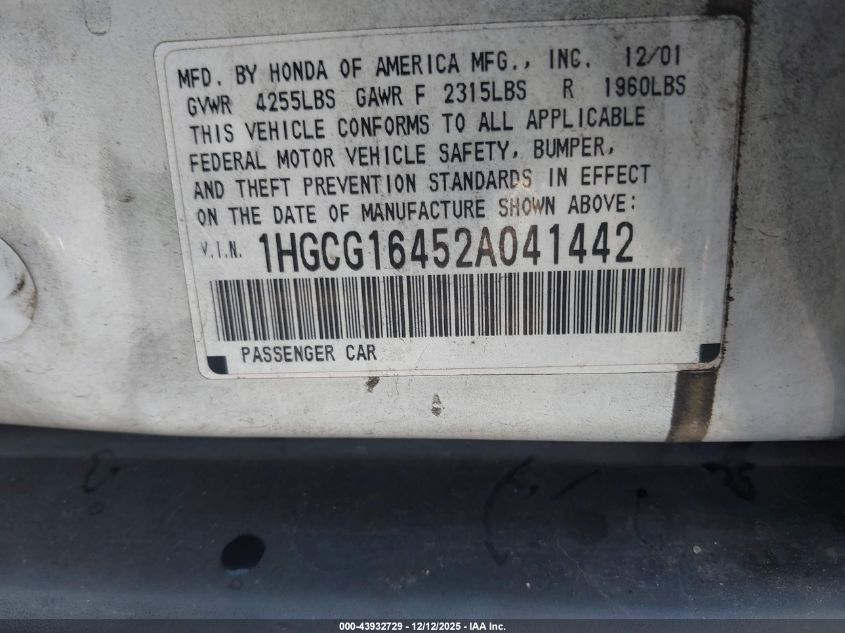 MFD. BY HONDA OF AMERICA MFG., INC. 12/01
GVWR 4255LBS GAWR F 2315LBS R 1960LBS
THIS VEHICLE CONFORMS TO ALL APPLICABLE
FEDERAL MOTOR VEHICLE SAFETY, BUMPER,
AND THEFT PREVENTION STANDARDS IN EFFECT
ON THE DATE OF MANUFACTURE SHOWN ABOVE:
V.I.N. 1HGCG16452A041442
PASSENGER CAR
000-43932729 - 12/12/2025 - IAA Inc.